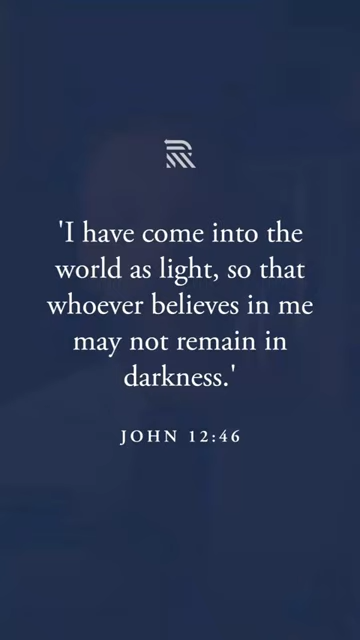 'I have come into the
world as light, so that
whoever believes in me
may not remain in
darkness.'
JOHN 12:46